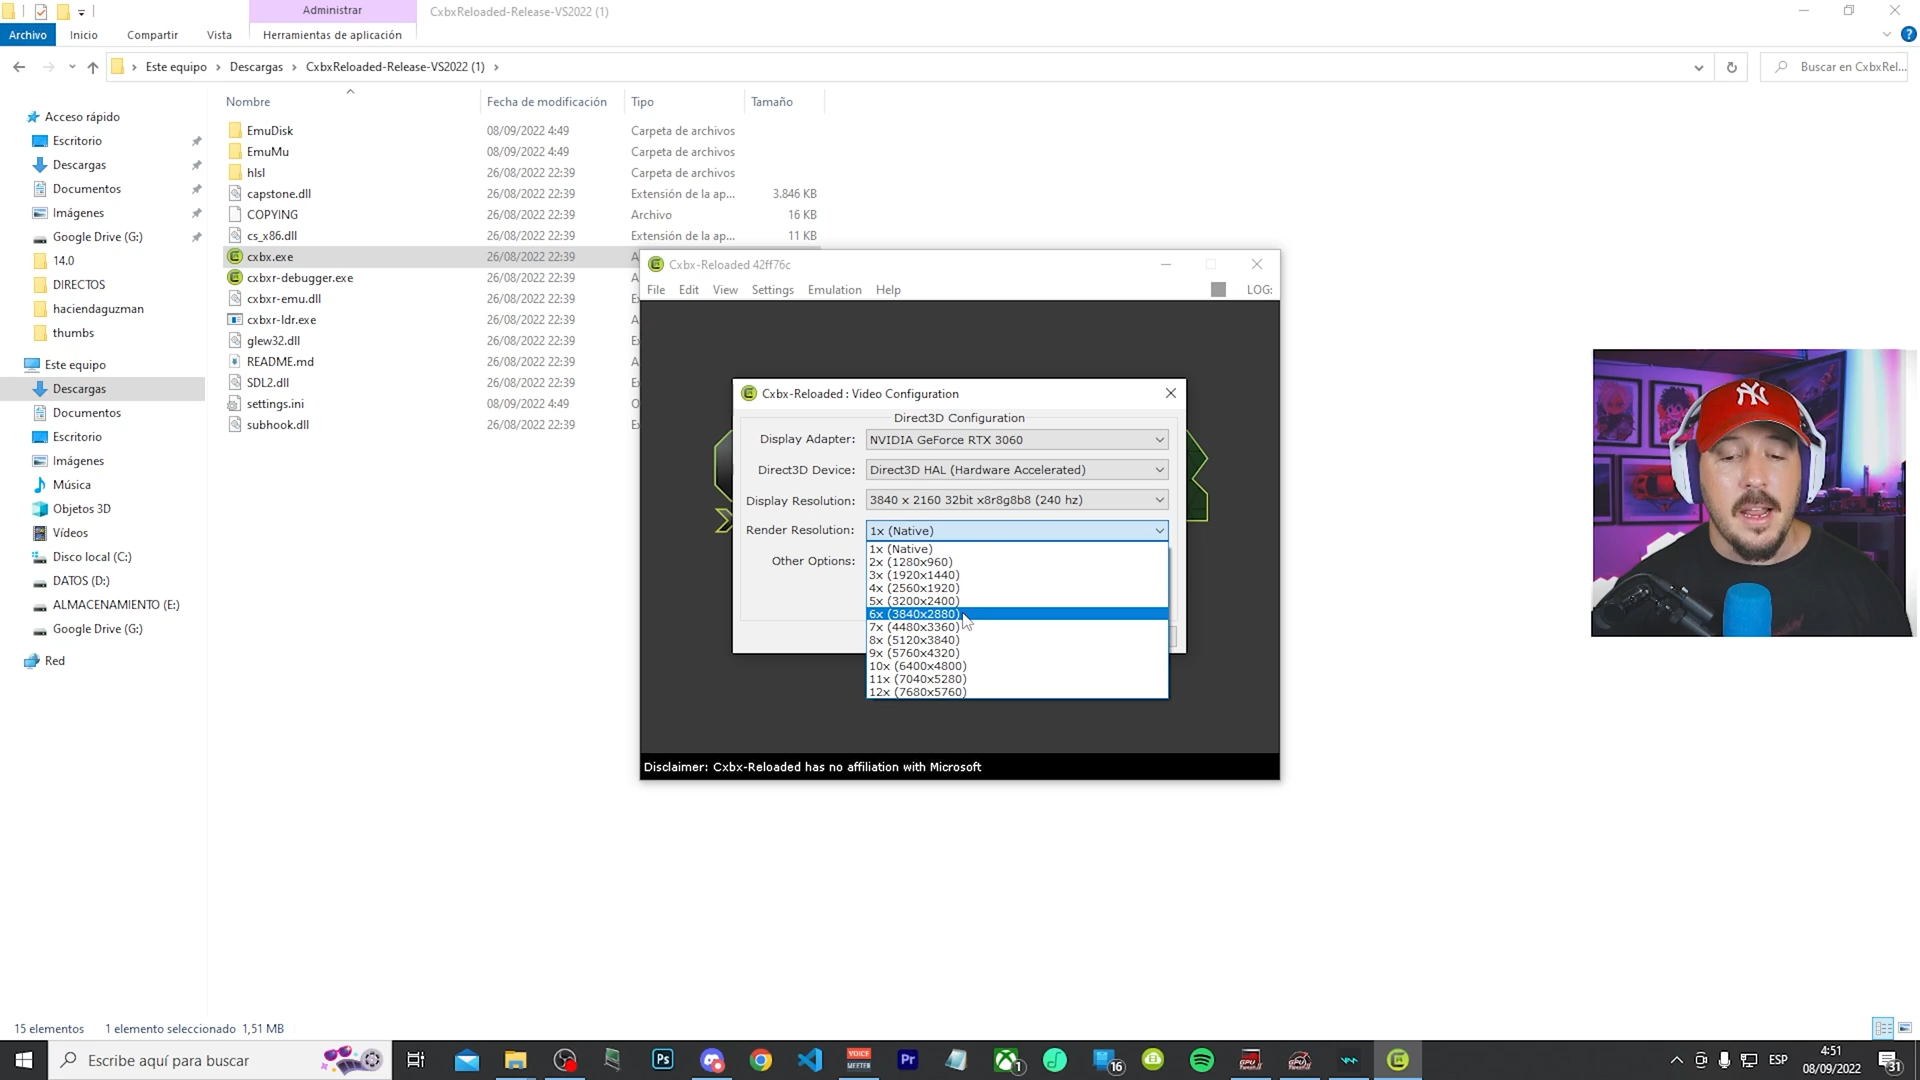 Administrar
CxbxReloaded-Release-VS2022 (1)
Archivo Inicio Compartir Vista Herramientas de aplicación
Este equipo Descargas CxbxReloaded-Release-VS2022 (1)
Buscar en CxbxRel...
Nombre Fecha de modificación Tipo Tamaño
Acceso rápido
Escritorio
Descargas
Documentos
Imágenes
Google Drive (G:)
14.0
DIRECTOS
haciendaguzman
thumbs
Este equipo
Descargas
Documentos
Escritorio
Imágenes
Música
Objetos 3D
Vídeos
Disco local (C:)
DATOS (D:)
ALMACENAMIENTO (E:)
Google Drive (G:)
Red
EmuDisk 08/09/2022 4:49 Carpeta de archivos
EmuMu 08/09/2022 4:49 Carpeta de archivos
hlsl 26/08/2022 22:39 Carpeta de archivos
capstone.dll 26/08/2022 22:39 Extensión de la ap... 3.846 KB
COPYING 26/08/2022 22:39 Archivo 16 KB
cs_x86.dll 26/08/2022 22:39 Extensión de la ap... 11 KB
cxbx.exe 26/08/2022 22:39
cxbxr-debugger.exe 26/08/2022 22:39
cxbxr-emu.dll 26/08/2022 22:39
cxbxr-ldr.exe 26/08/2022 22:39
glew32.dll 26/08/2022 22:39
README.md 26/08/2022 22:39
SDL2.dll 26/08/2022 22:39
settings.ini 08/09/2022 4:49
subhook.dll 26/08/2022 22:39
Cxbx-Reloaded 42ff76c
File Edit View Settings Emulation Help LOG:
Cxbx-Reloaded : Video Configuration
Direct3D Configuration
Display Adapter: NVIDIA GeForce RTX 3060
Direct3D Device: Direct3D HAL (Hardware Accelerated)
Display Resolution: 3840 x 2160 32bit x8r8g8b8 (240 hz)
Render Resolution: 1x (Native)
Other Options:
1x (Native)
2x (1280x960)
3x (1920x1440)
4x (2560x1920)
5x (3200x2400)
6x (3840x2880)
7x (4480x3360)
8x (5120x3840)
9x (5760x4320)
10x (6400x4800)
11x (7040x5280)
12x (7680x5760)
Disclaimer: Cxbx-Reloaded has no affiliation with Microsoft
15 elementos 1 elemento seleccionado 1,51 MB
Escribe aquí para buscar
Ps
VOICE
MEETER
Pr
1
16
ESP
4:51
08/09/2022
31